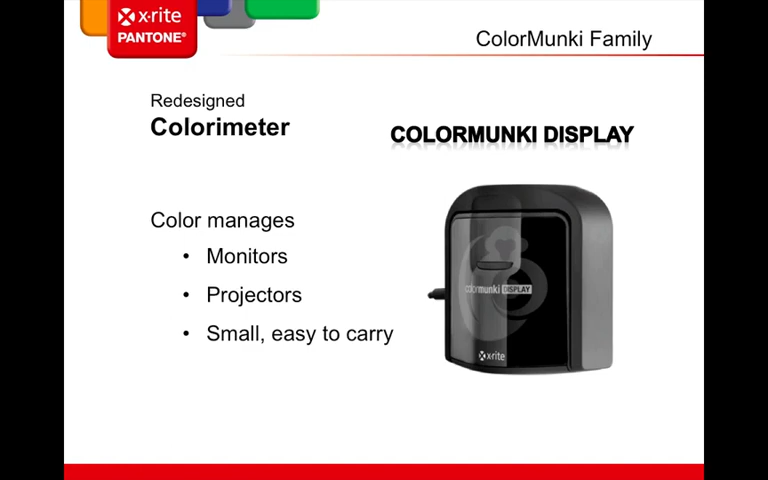 x·rite
PANTONE®
ColorMunki Family
Redesigned
Colorimeter
COLORMUNKI DISPLAY
Color manages
• Monitors
• Projectors
• Small, easy to carry
colormunki DISPLAY
x·rite